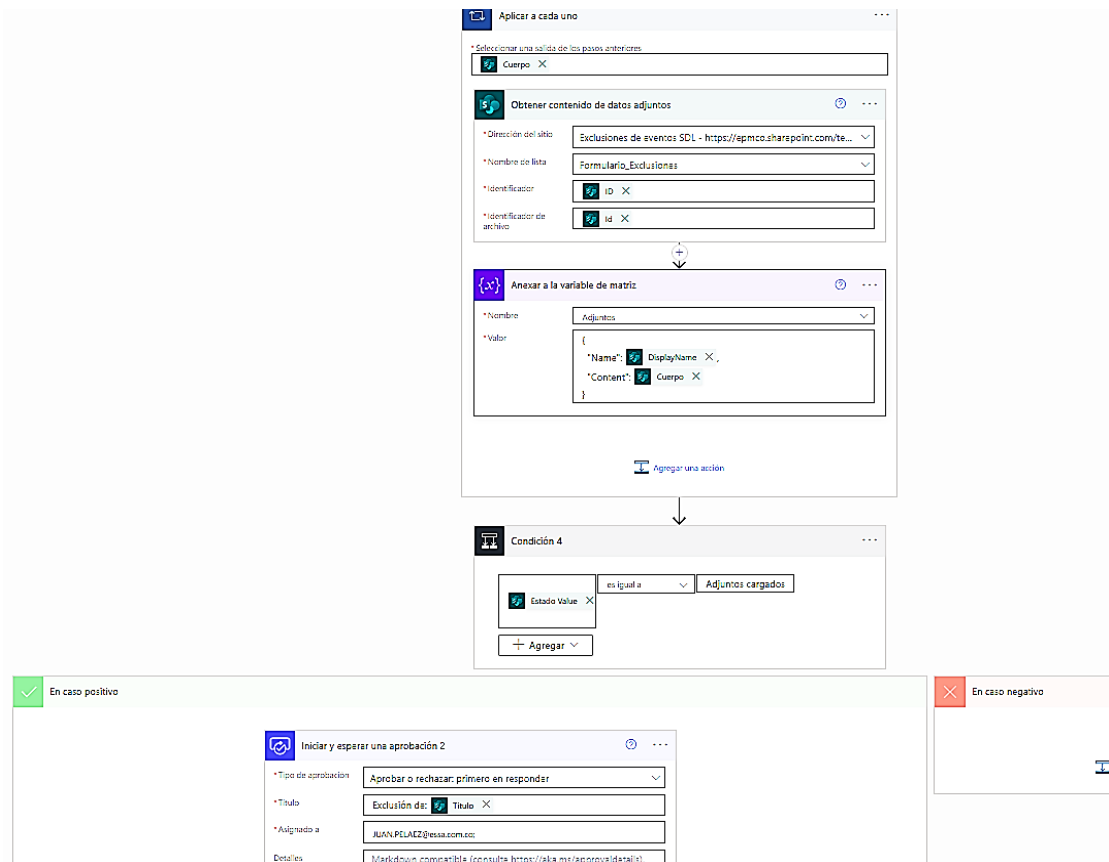 Aplicar a cada uno
* Seleccionar una salida de los pasos anteriores
Cuerpo
Obtener contenido de datos adjuntos
* Dirección del sitio
Exclusiones de eventos SDL - https://epmco.sharepoint.com/te...
* Nombre de lista
Formulario_Exclusiones
* Identificador
ID
* Identificador de archivo
Id
Anexar a la variable de matriz
* Nombre
Adjuntos
* Valor
{
"Name": DisplayName ,
"Content": Cuerpo
}
Agregar una acción
Condición 4
Estado Value
es igual a
Adjuntos cargados
Agregar
En caso positivo
En caso negativo
Iniciar y esperar una aprobación 2
* Tipo de aprobación
Aprobar o rechazar: primero en responder
* Título
Exclusión de: Título
* Asignado a
JUAN.PELAEZ@essa.com.co;
Detalles
Markdown compatible (consulte https://aka.ms/approvaldetails).